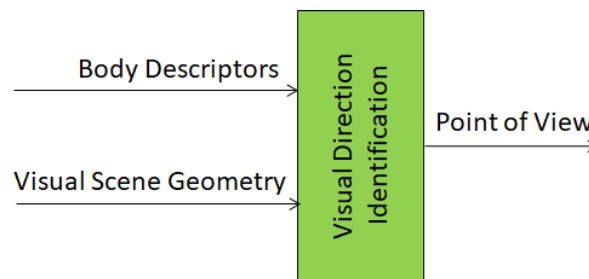 Body Descriptors
Visual Scene Geometry
Visual Direction
Identification
Point of View